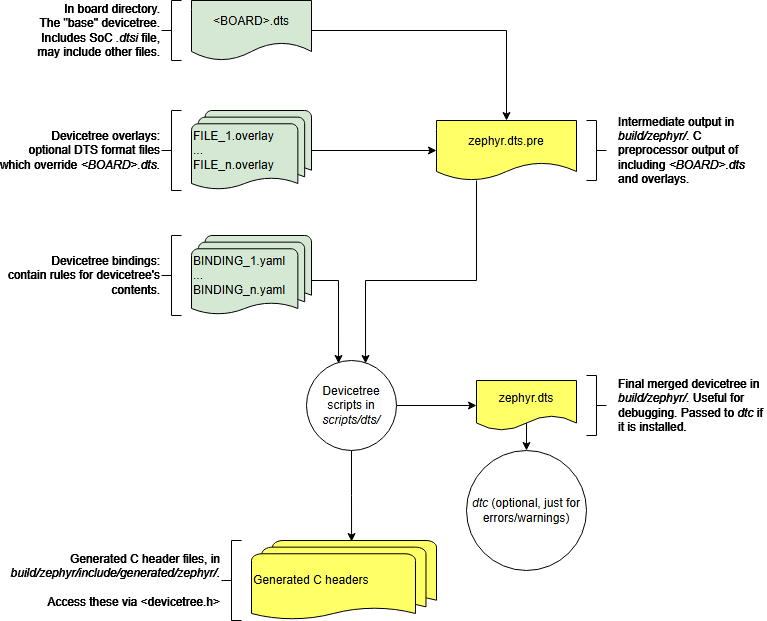 In board directory.
The "base" devicetree.
Includes SoC .dtsi file,
may include other files.
<BOARD>.dts
Devicetree overlays:
optional DTS format files
which override <BOARD>.dts.
FILE_1.overlay
...
FILE_n.overlay
zephyr.dts.pre
Intermediate output in
build/zephyr/. C
preprocessor output of
including <BOARD>.dts
and overlays.
Devicetree bindings:
contain rules for devicetree's
contents.
BINDING_1.yaml
...
BINDING_n.yaml
Devicetree
scripts in
scripts/dts/
zephyr.dts
Final merged devicetree in
build/zephyr/. Useful for
debugging. Passed to dtc if
it is installed.
dtc (optional, just for
errors/warnings)
Generated C header files, in
build/zephyr/include/generated/zephyr/.
Access these via <devicetree.h>
Generated C headers